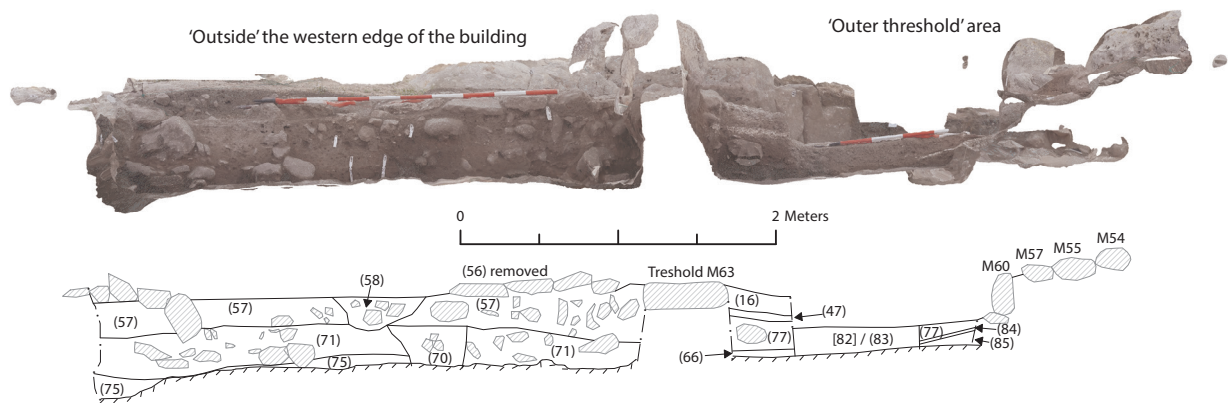 'Outside' the western edge of the building
'Outer threshold' area
0
2 Meters
M54
M55
M57
M60
(56) removed
Treshold M63
(58)
(57)
(57)
(57)
(16)
(47)
(71)
(77)
[82] / (83)
(77)
(84)
(70)
(71)
(75)
(66)
(85)
(75)